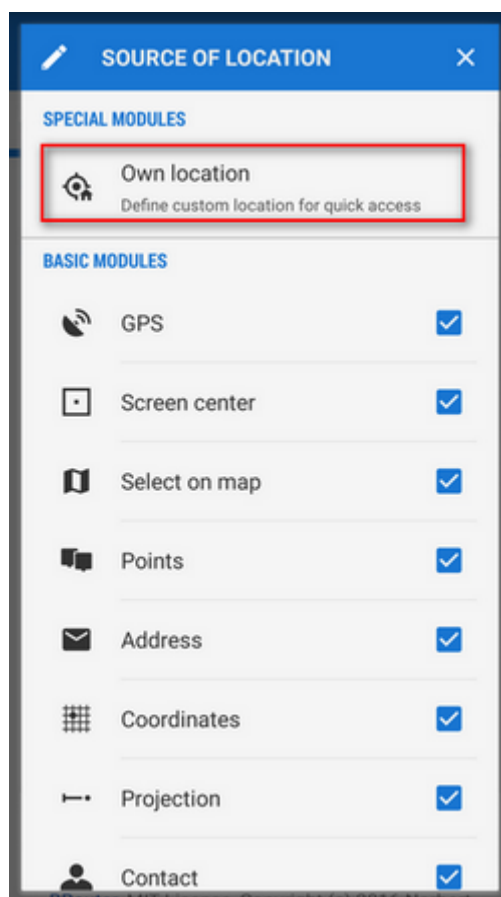 SOURCE OF LOCATION
SPECIAL MODULES
Own location
Define custom location for quick access
BASIC MODULES
GPS
Screen center
Select on map
Points
Address
Coordinates
Projection
Contact